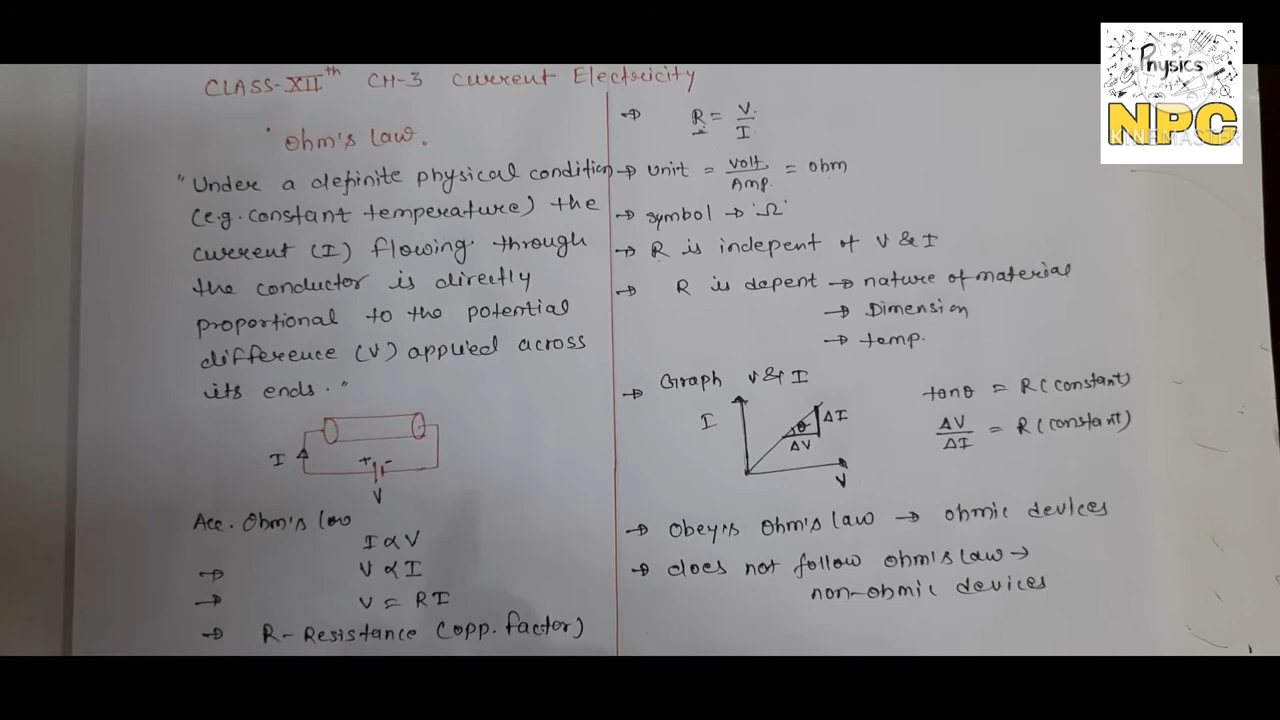 CLASS-XIIth CH-3 Current Electricity
Ohm's law.
"Under a definite physical condition
(e.g. constant temperature) the
current (I) flowing through
the conductor is directly
proportional to the potential
difference (V) applied across
its ends."
I
+ -
V
Acc. Ohm's law
I ∝ V
→ V ∝ I
→ V = RI
→ R - Resistance (opp. factor)
→ R = V/I
→ unit = volt/Amp. = ohm
→ symbol → 'Ω'
→ R is indepent of V & I
→ R is depent → nature of material
→ Dimension
→ temp.
→ Graph V & I
I
θ
ΔI
ΔV
V
tanθ = R (constant)
ΔV/ΔI = R (constant)
→ Obey's Ohm's law → ohmic devices
→ does not follow ohm's law →
non-ohmic devices
Physics
NPC
KINEMASTER